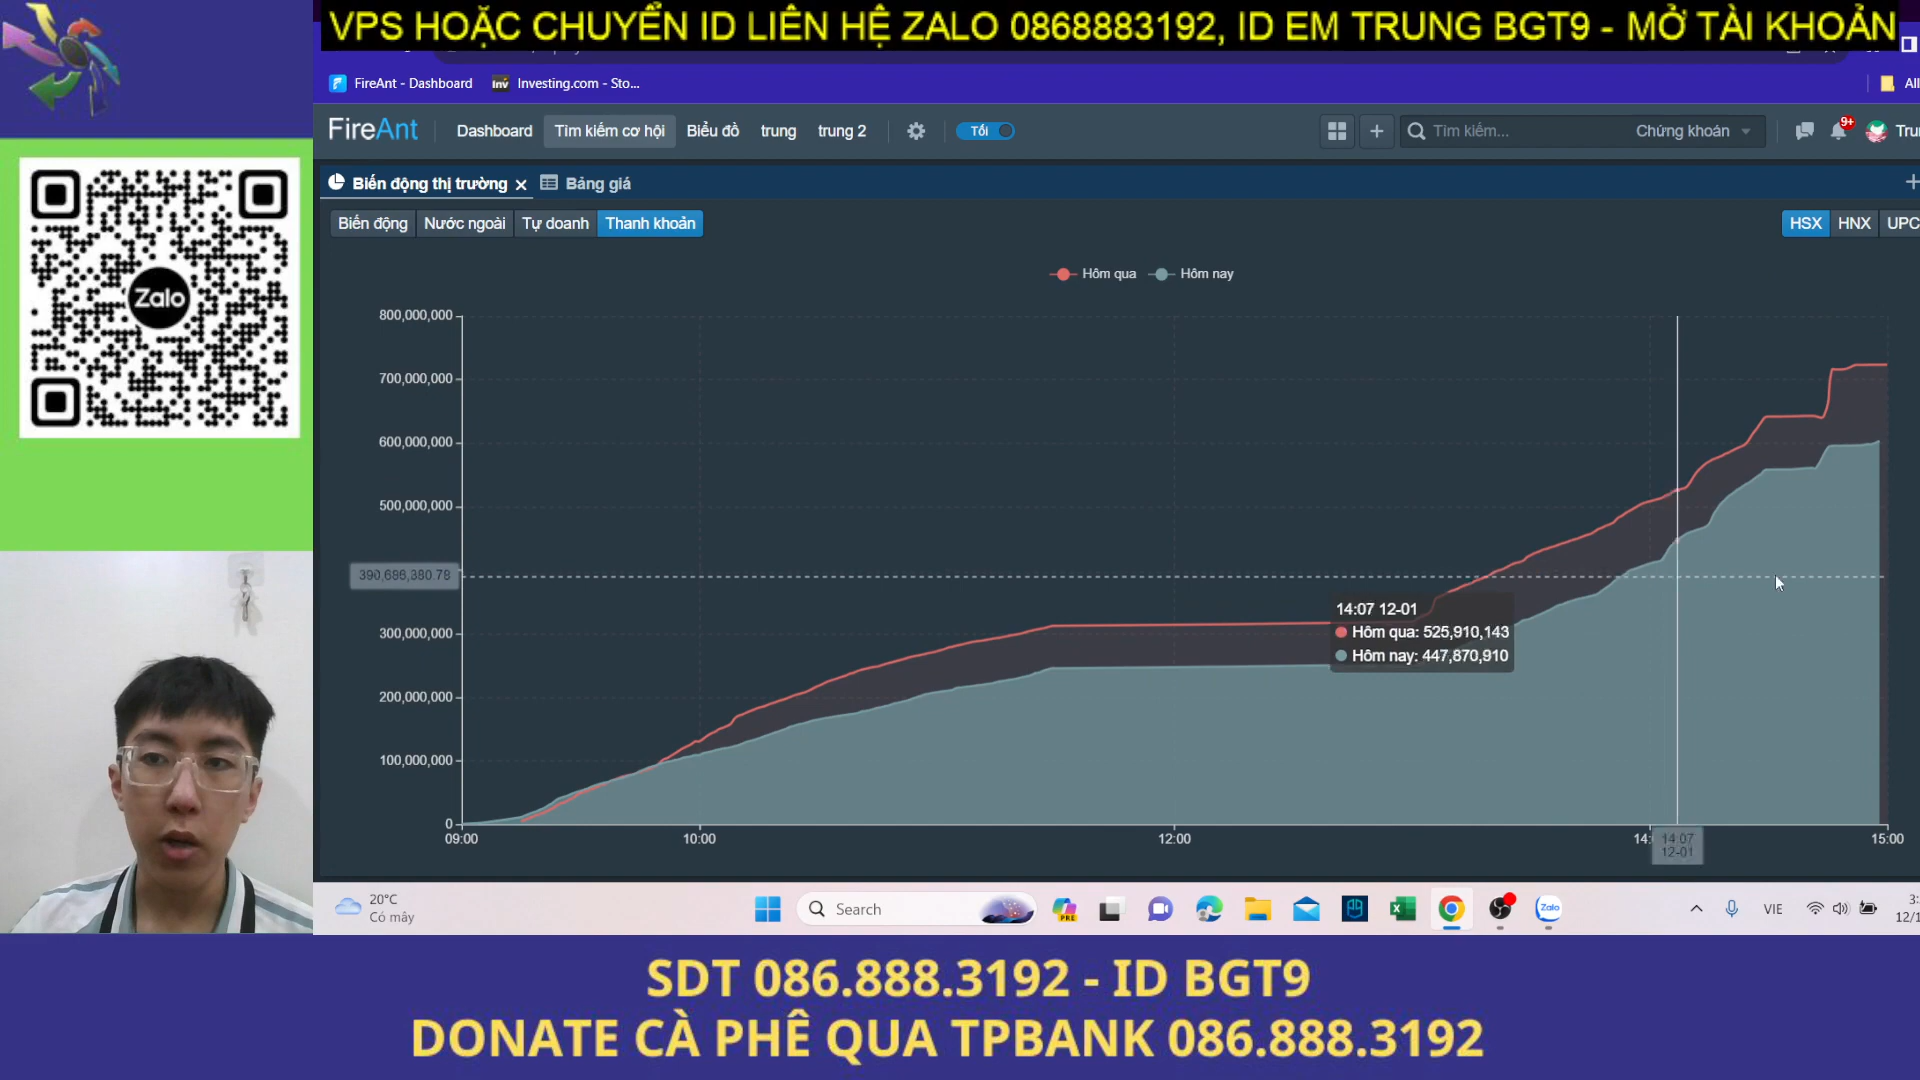 VPS HOẶC CHUYỂN ID LIÊN HỆ ZALO 0868883192, ID EM TRUNG BGT9 - MỞ TÀI KHOẢN
FireAnt - Dashboard
Investing.com - Sto...
All
FireAnt
Dashboard
Tìm kiếm cơ hội
Biểu đồ
trung
trung 2
Tối
Tìm kiếm...
Chứng khoán
9+
Biến động thị trường
Bảng giá
Biến động
Nước ngoài
Tự doanh
Thanh khoản
HSX
HNX
Hôm qua
Hôm nay
Zalo
800,000,000
700,000,000
600,000,000
500,000,000
390,686,380.78
300,000,000
200,000,000
100,000,000
0
14:07 12-01
Hôm qua: 525,910,143
Hôm nay: 447,870,910
09:00
10:00
12:00
14:07
12-01
15:00
20°C
Có mây
Search
PRE
Zalo
VIE
SDT 086.888.3192 - ID BGT9
DONATE CÀ PHÊ QUA TPBANK 086.888.3192